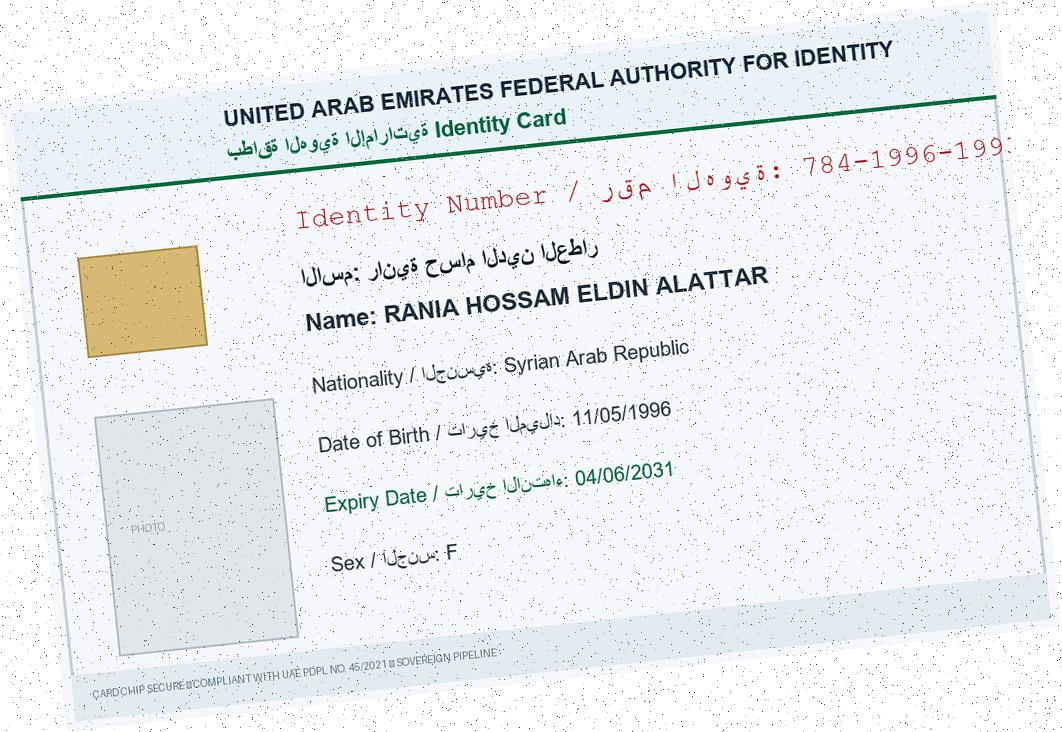 UNITED ARAB EMIRATES FEDERAL AUTHORITY FOR IDENTITY
بطاقة الهوية الإماراتية Identity Card
Identity Number / رقم الهوية: 784-1996-199
الاسم: رانية حسام الدين العطار
Name: RANIA HOSSAM ELDIN ALATTAR
Nationality / الجنسية: Syrian Arab Republic
Date of Birth / تاريخ الميلاد: 11/05/1996
Expiry Date / تاريخ الانتهاء: 04/06/2031
Sex / الجنس: F
PHOTO
CARD CHIP SECURE COMPLIANT WITH UAE PDPL NO. 45/2021 SOVEREIGN PIPELINE